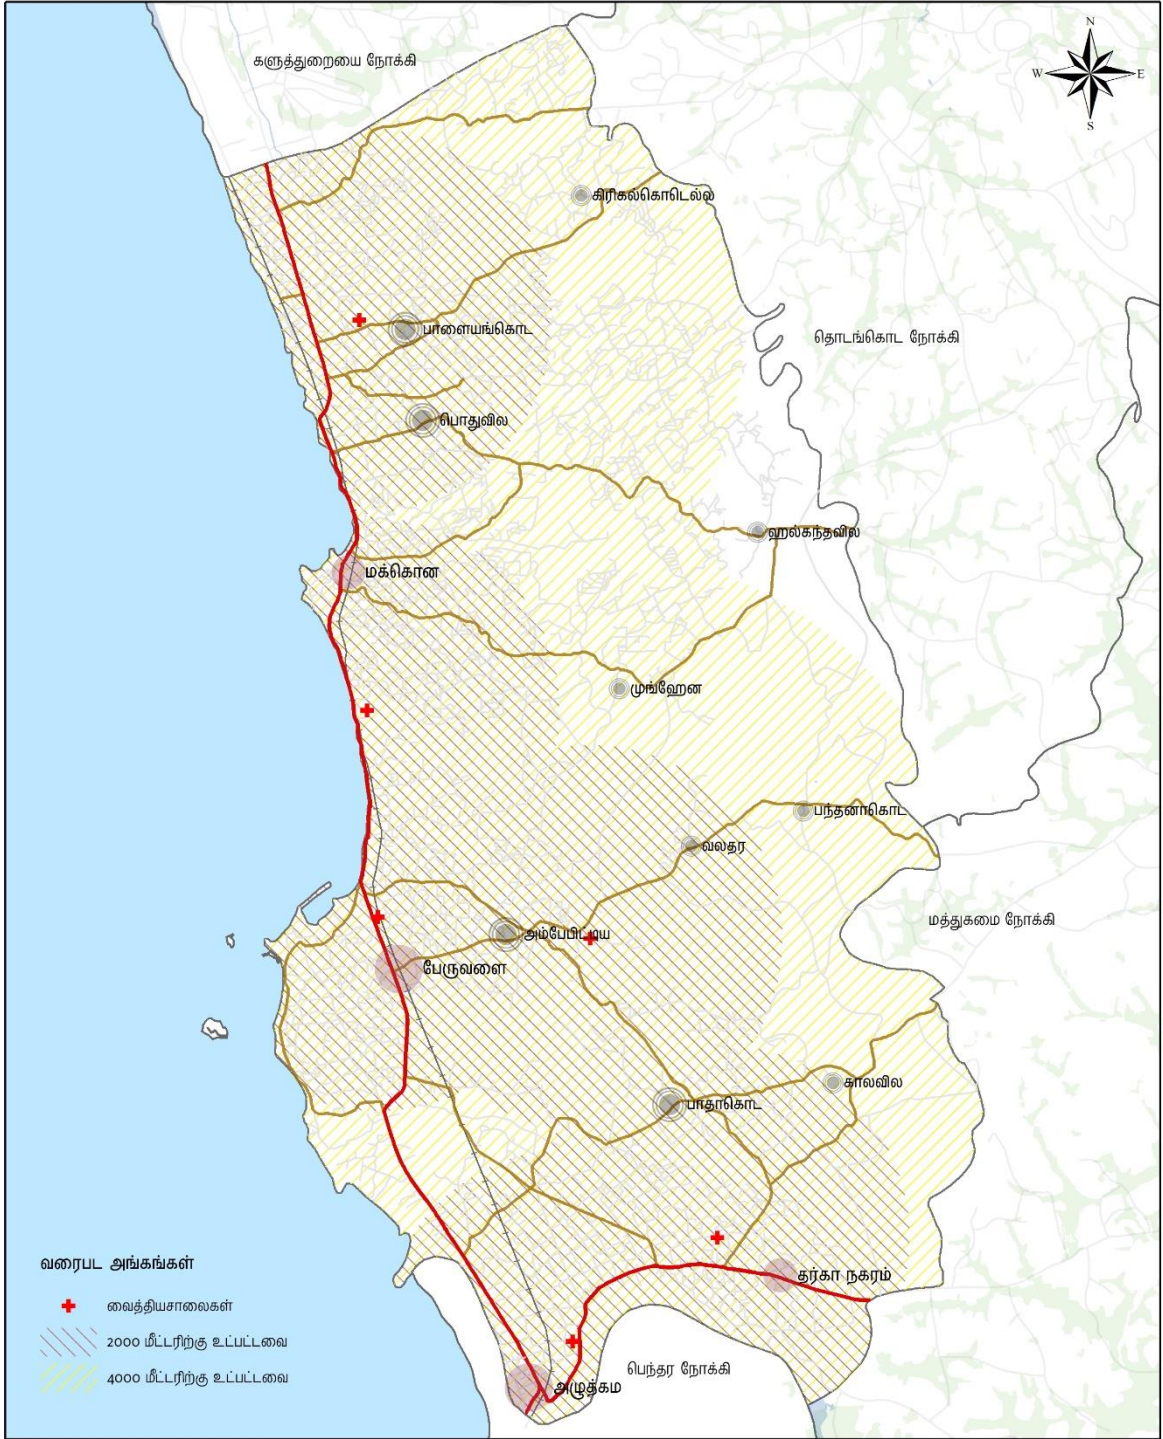 களுத்துறையை நோக்கி
N
W
E
S
கிரிகல்கொடெல்ல
பாளையங்கொட
தொடங்கொட நோக்கி
பொதுவில
ஹல்கந்தவில
மக்கொன
முங்ஹேன
பந்தனாகொட
வலதர
மத்துகமை நோக்கி
அம்பேபிட்டிய
பேருவளை
காலவில
பாதாகொட
வரைபட அங்கங்கள்
தர்கா நகரம்
வைத்தியசாலைகள்
2000 மீட்டரிற்கு உட்பட்டவை
பெந்தர நோக்கி
4000 மீட்டரிற்கு உட்பட்டவை
அழுத்கம